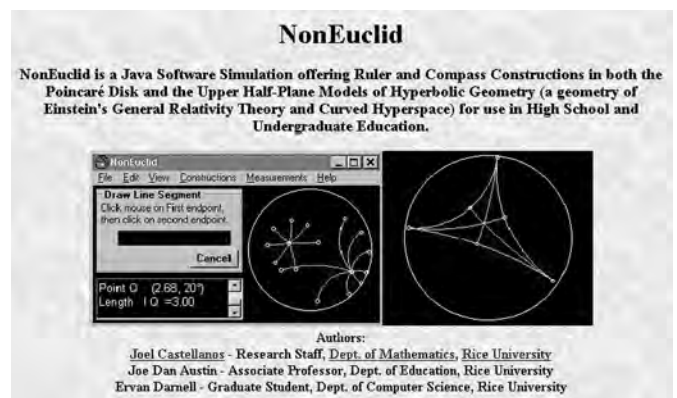 NonEuclid
NonEuclid is a Java Software Simulation offering Ruler and Compass Constructions in both the
Poincaré Disk and the Upper Half-Plane Models of Hyperbolic Geometry (a geometry of
Einstein's General Relativity Theory and Curved Hyperspace) for use in High School and
Undergraduate Education.
NonEuclid
File Edit View Constructions Measurements Help
Draw Line Segment
Click mouse on First endpoint,
then click on second endpoint.
Cancel
Point Q (2.68, 20°)
Length I Q =3.00
Authors:
Joel Castellanos - Research Staff, Dept. of Mathematics, Rice University
Joe Dan Austin - Associate Professor, Dept. of Education, Rice University
Ervan Darnell - Graduate Student, Dept. of Computer Science, Rice University